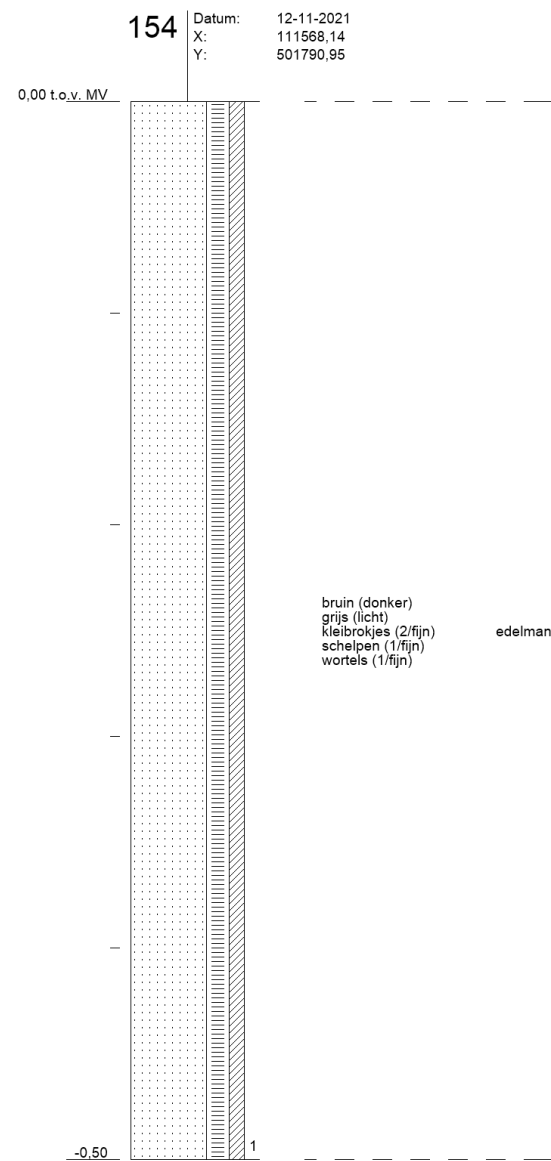 154
Datum: 12-11-2021
X: 111568,14
Y: 501790,95
0,00 t.o.v. MV
bruin (donker)
grijs (licht)
kleibrokjes (2/fijn) edelman
schelpen (1/fijn)
wortels (1/fijn)
1
-0,50